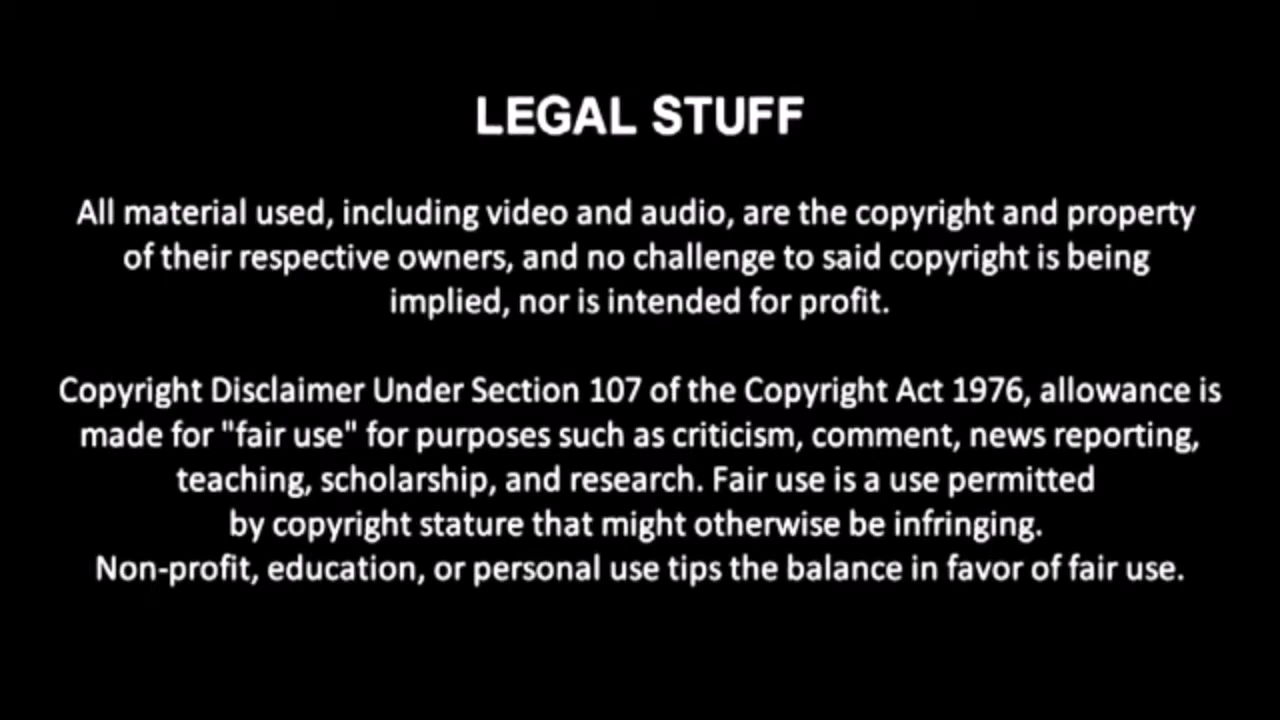 LEGAL STUFF
All material used, including video and audio, are the copyright and property
of their respective owners, and no challenge to said copyright is being
implied, nor is intended for profit.
Copyright Disclaimer Under Section 107 of the Copyright Act 1976, allowance is
made for "fair use" for purposes such as criticism, comment, news reporting,
teaching, scholarship, and research. Fair use is a use permitted
by copyright stature that might otherwise be infringing.
Non-profit, education, or personal use tips the balance in favor of fair use.